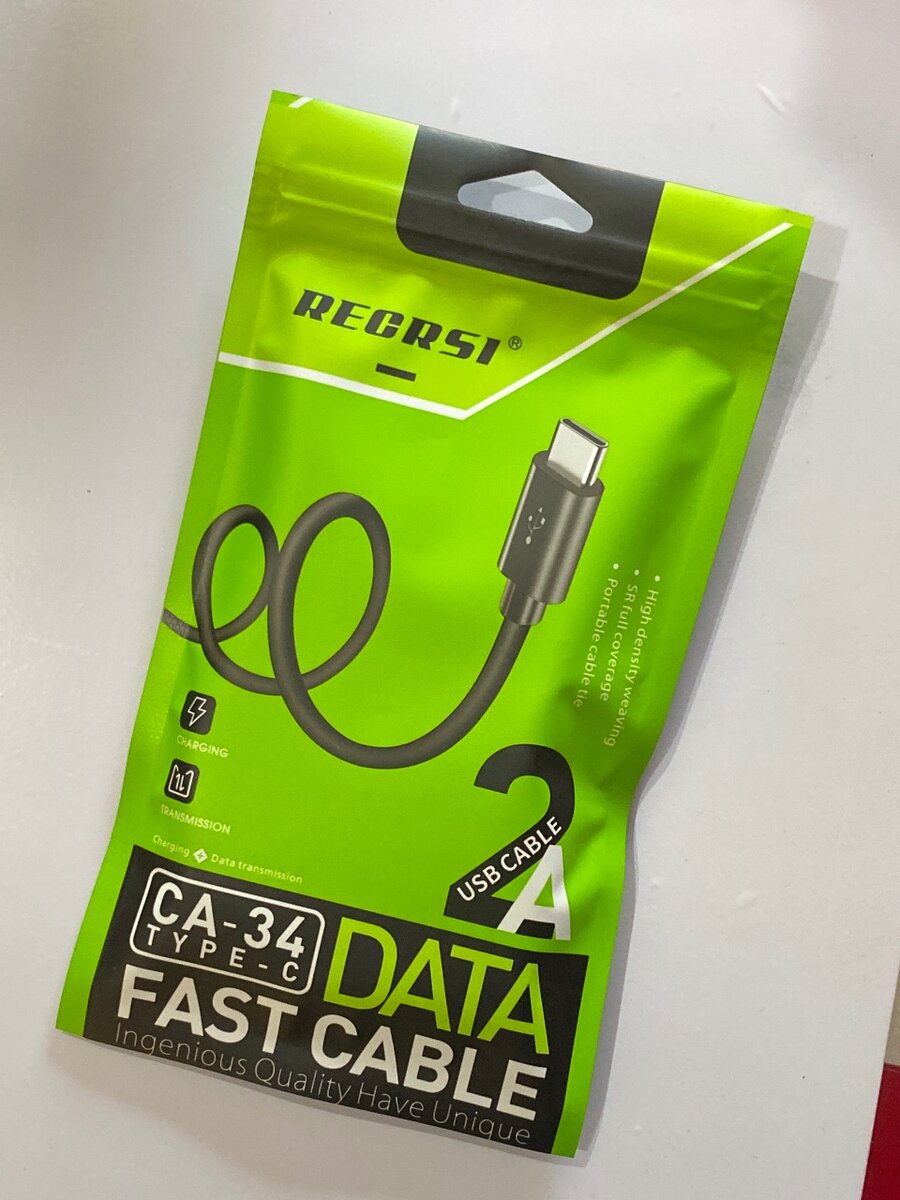 RECRSI®
• High density weaving
• SR full coverage
• Portable cable tie
CHARGING
TRANSMISSION
Charging + Data transmission
2A
USB CABLE
CA-34
TYPE-C
DATA
FAST CABLE
Ingenious Quality Have Unique